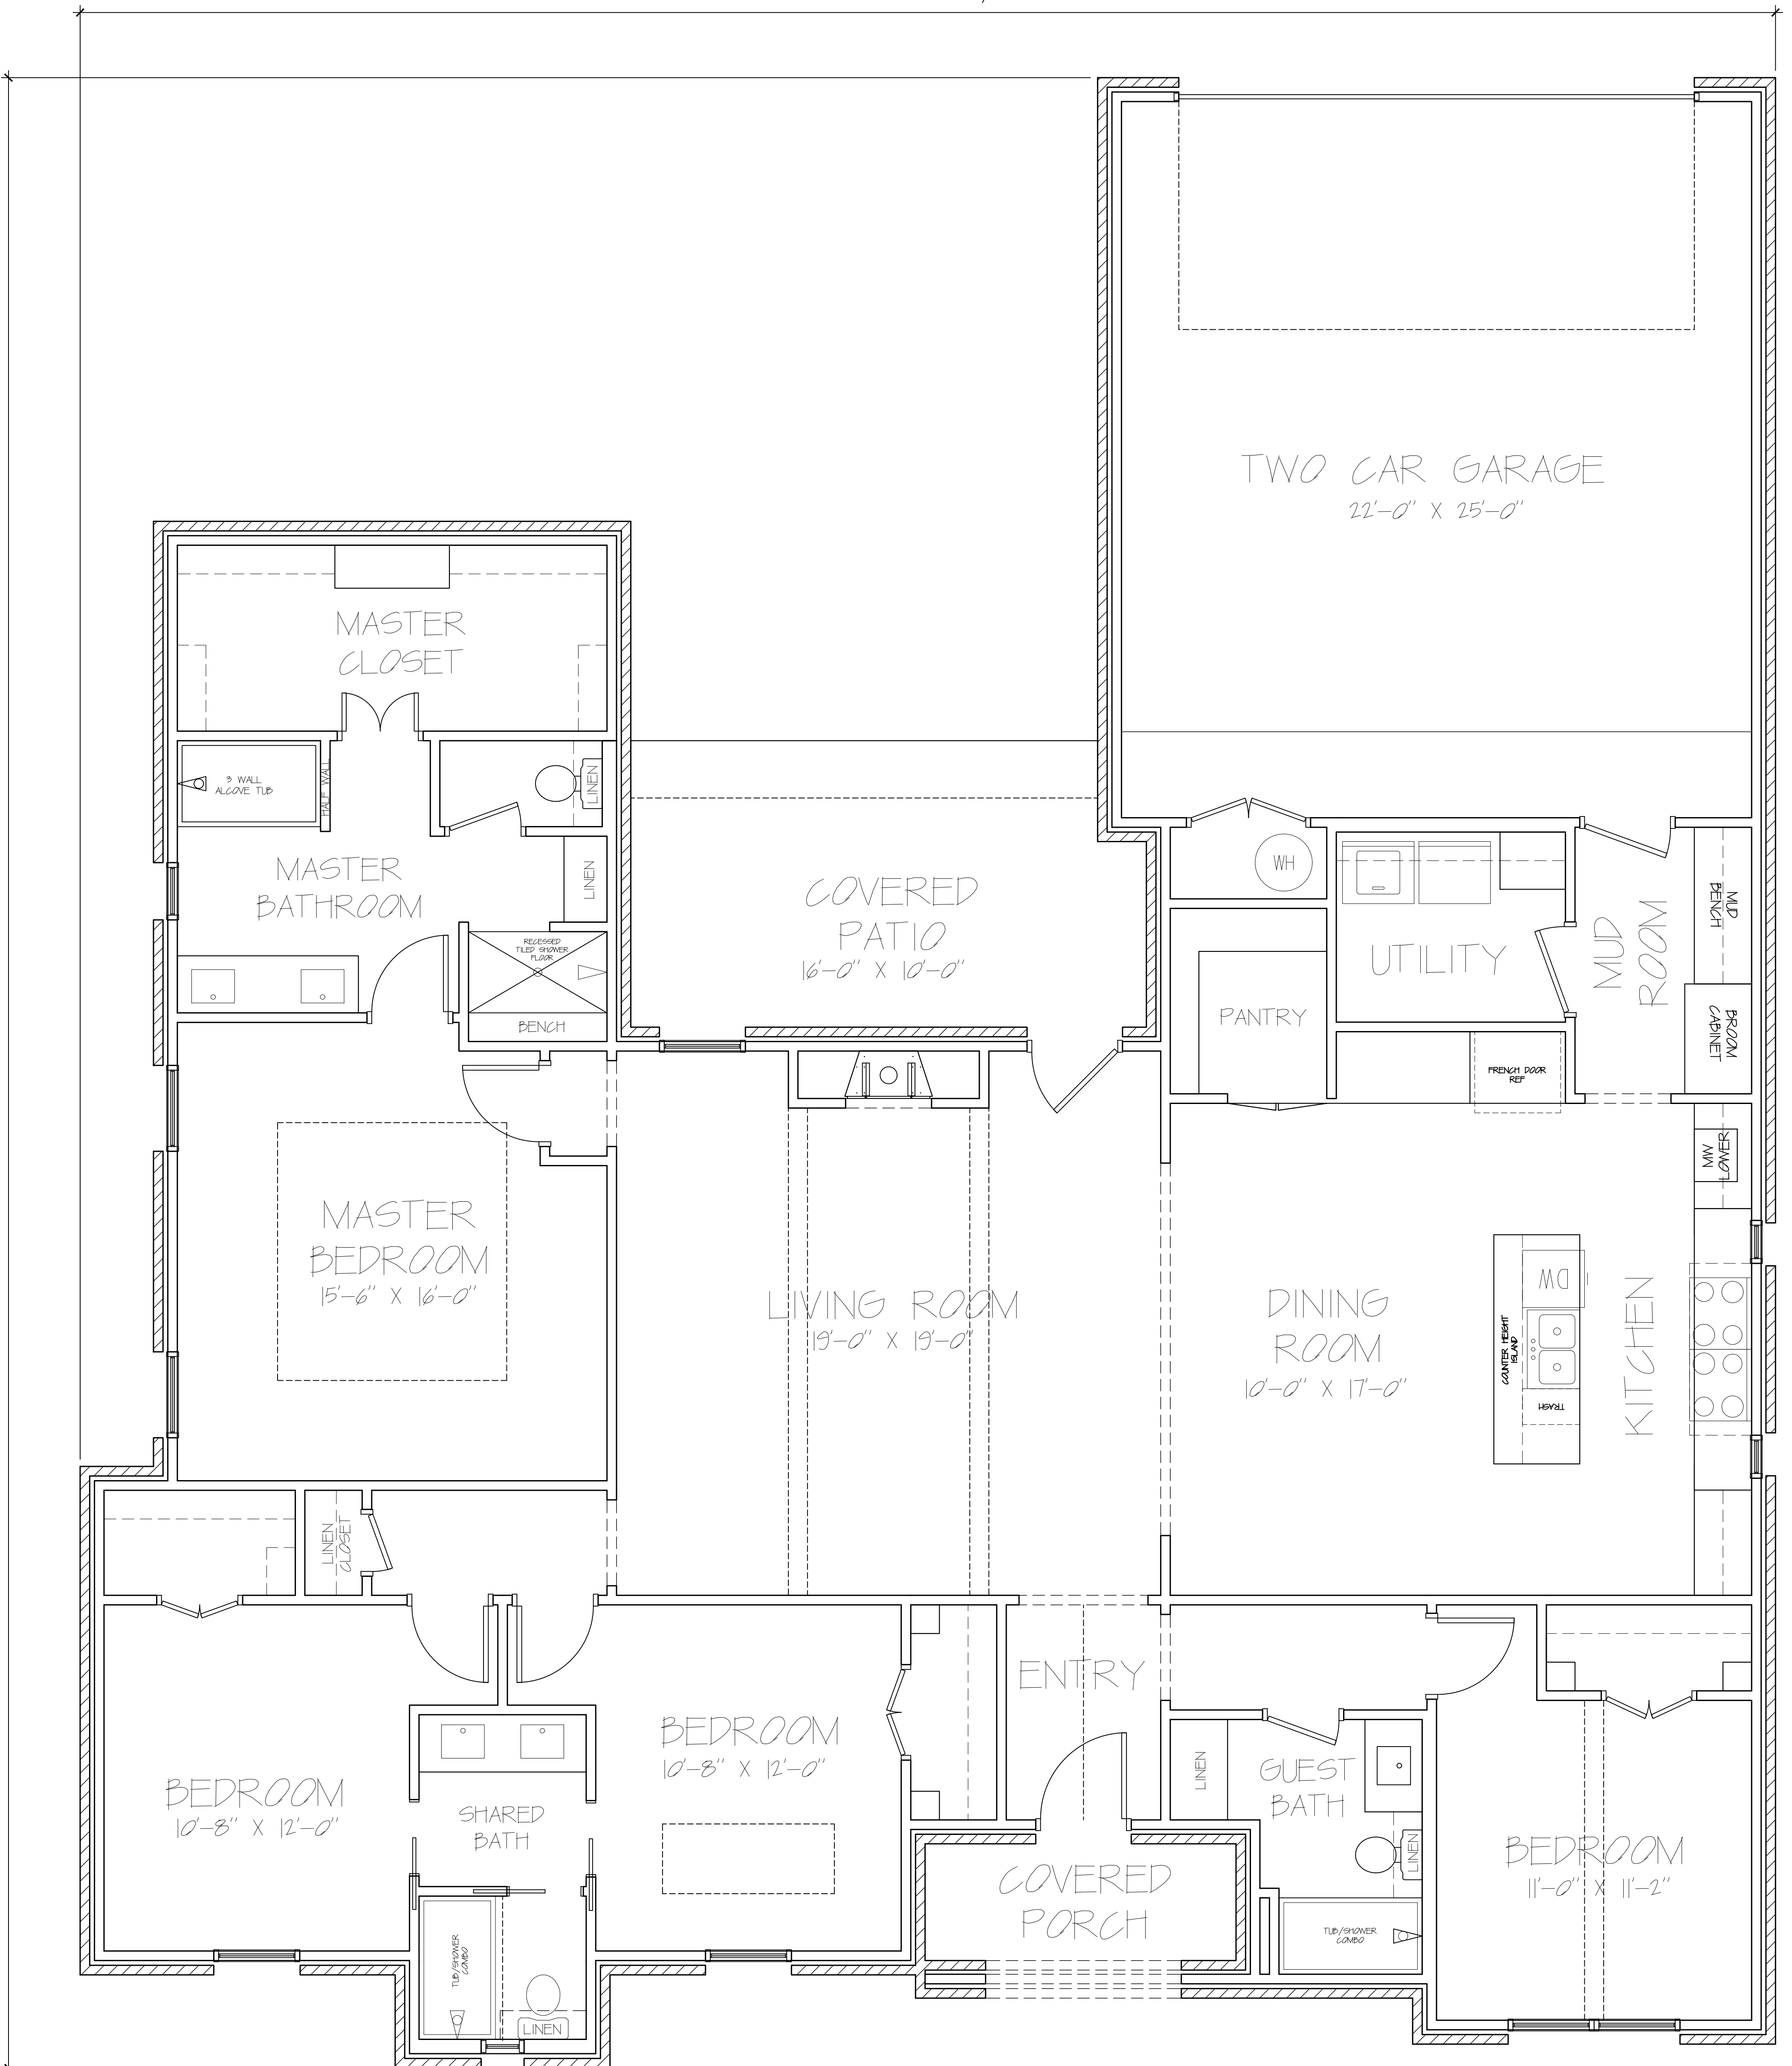 TWO CAR GARAGE
22'-0" X 25'-0"
MASTER
CLOSET
3 WALL
ALCOVE TUB
HALF WALL
LINEN
MASTER
BATHROOM
LINEN
RECESSED
TILED SHOWER
FLOOR
BENCH
COVERED
PATIO
16'-0" X 10'-0"
WH
UTILITY
PANTRY
MUD
ROOM
MUD
BENCH
BROOM
CABINET
FRENCH DOOR
REF
MW
LOWER
MASTER
BEDROOM
15'-6" X 16'-0"
LIVING ROOM
19'-0" X 19'-0"
DINING
ROOM
10'-0" X 17'-0"
COUNTER HEIGHT
ISLAND
DW
TRASH
KITCHEN
LINEN
CLOSET
ENTRY
BEDROOM
10'-8" X 12'-0"
SHARED
BATH
BEDROOM
10'-8" X 12'-0"
LINEN
GUEST
BATH
LINEN
BEDROOM
11'-0" X 11'-2"
COVERED
PORCH
TUB/SHOWER
COMBO
TUB/SHOWER
COMBO
LINEN